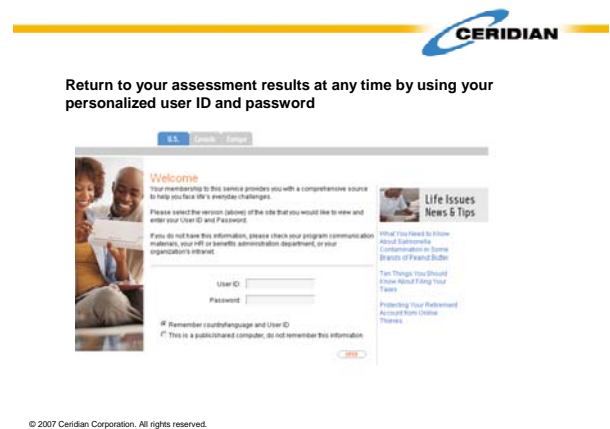 CERIDIAN
Return to your assessment results at any time by using your
personalized user ID and password
U.S. Canada Europe
Welcome
Your membership to this service provides you with a comprehensive source
to help you face life's everyday challenges.
Please select the version (above) of the site that you would like to view and
enter your User ID and Password.
If you do not have this information, please check your program communication
materials, your HR or benefits administration department, or your
organization's intranet.
User ID:
Password:
Remember country/language and User ID
This is a public/shared computer, do not remember this information
Life Issues
News & Tips
What You Need to Know
About Salmonella
Contamination in Some
Brands of Peanut Butter
Ten Things You Should
Know About Filing Your
Taxes
Protecting Your Retirement
Account from Online
Thieves
© 2007 Ceridian Corporation. All rights reserved.